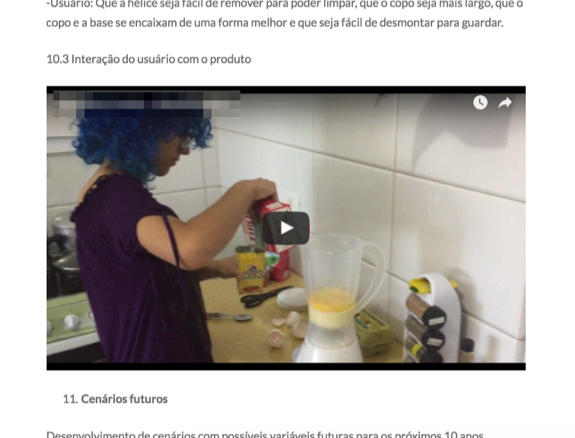 -Usuário: Que a hélice seja fácil de remover para poder limpar, que o copo seja mais largo, que o
copo e a base se encaixam de uma forma melhor e que seja fácil de desmontar para guardar.
10.3 Interação do usuário com o produto
11. Cenários futuros
Desenvolvimento de cenários com possíveis variáveis futuras para os próximos 10 anos